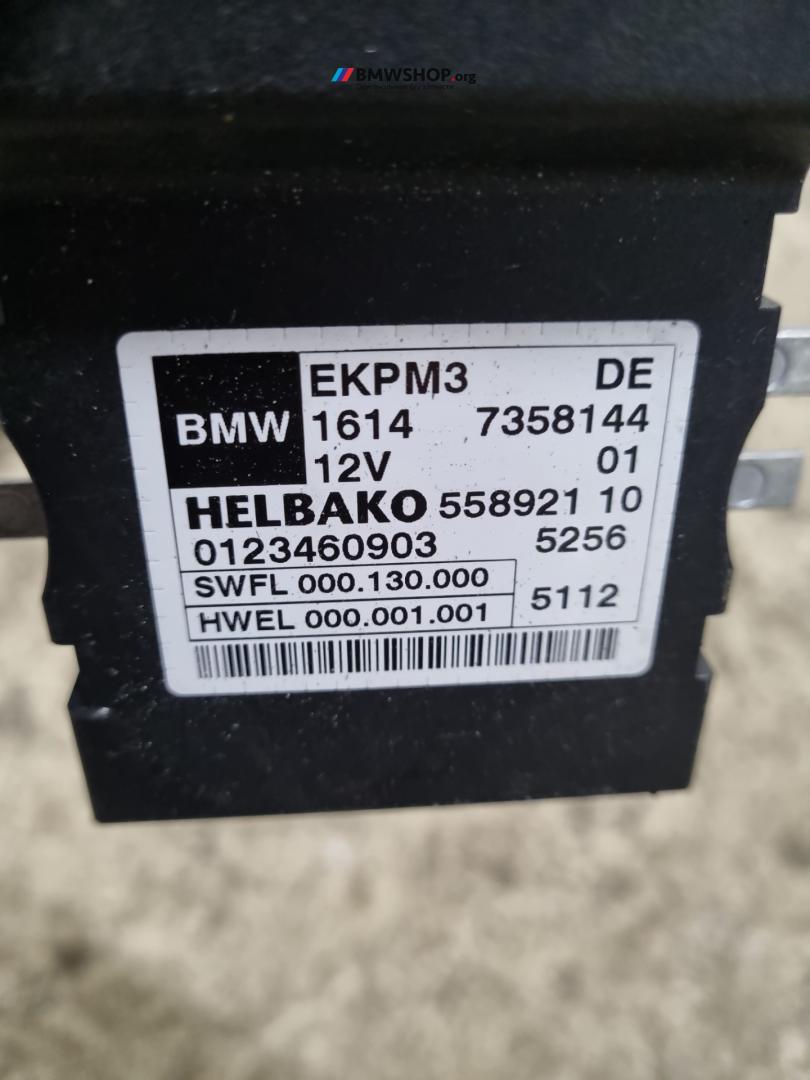 BMWSHOP.org
EKPM3 DE
BMW 1614 7358144
12V 01
HELBAKO 558921 10
0123460903 5256
SWFL 000.130.000
HWEL 000.001.001 5112